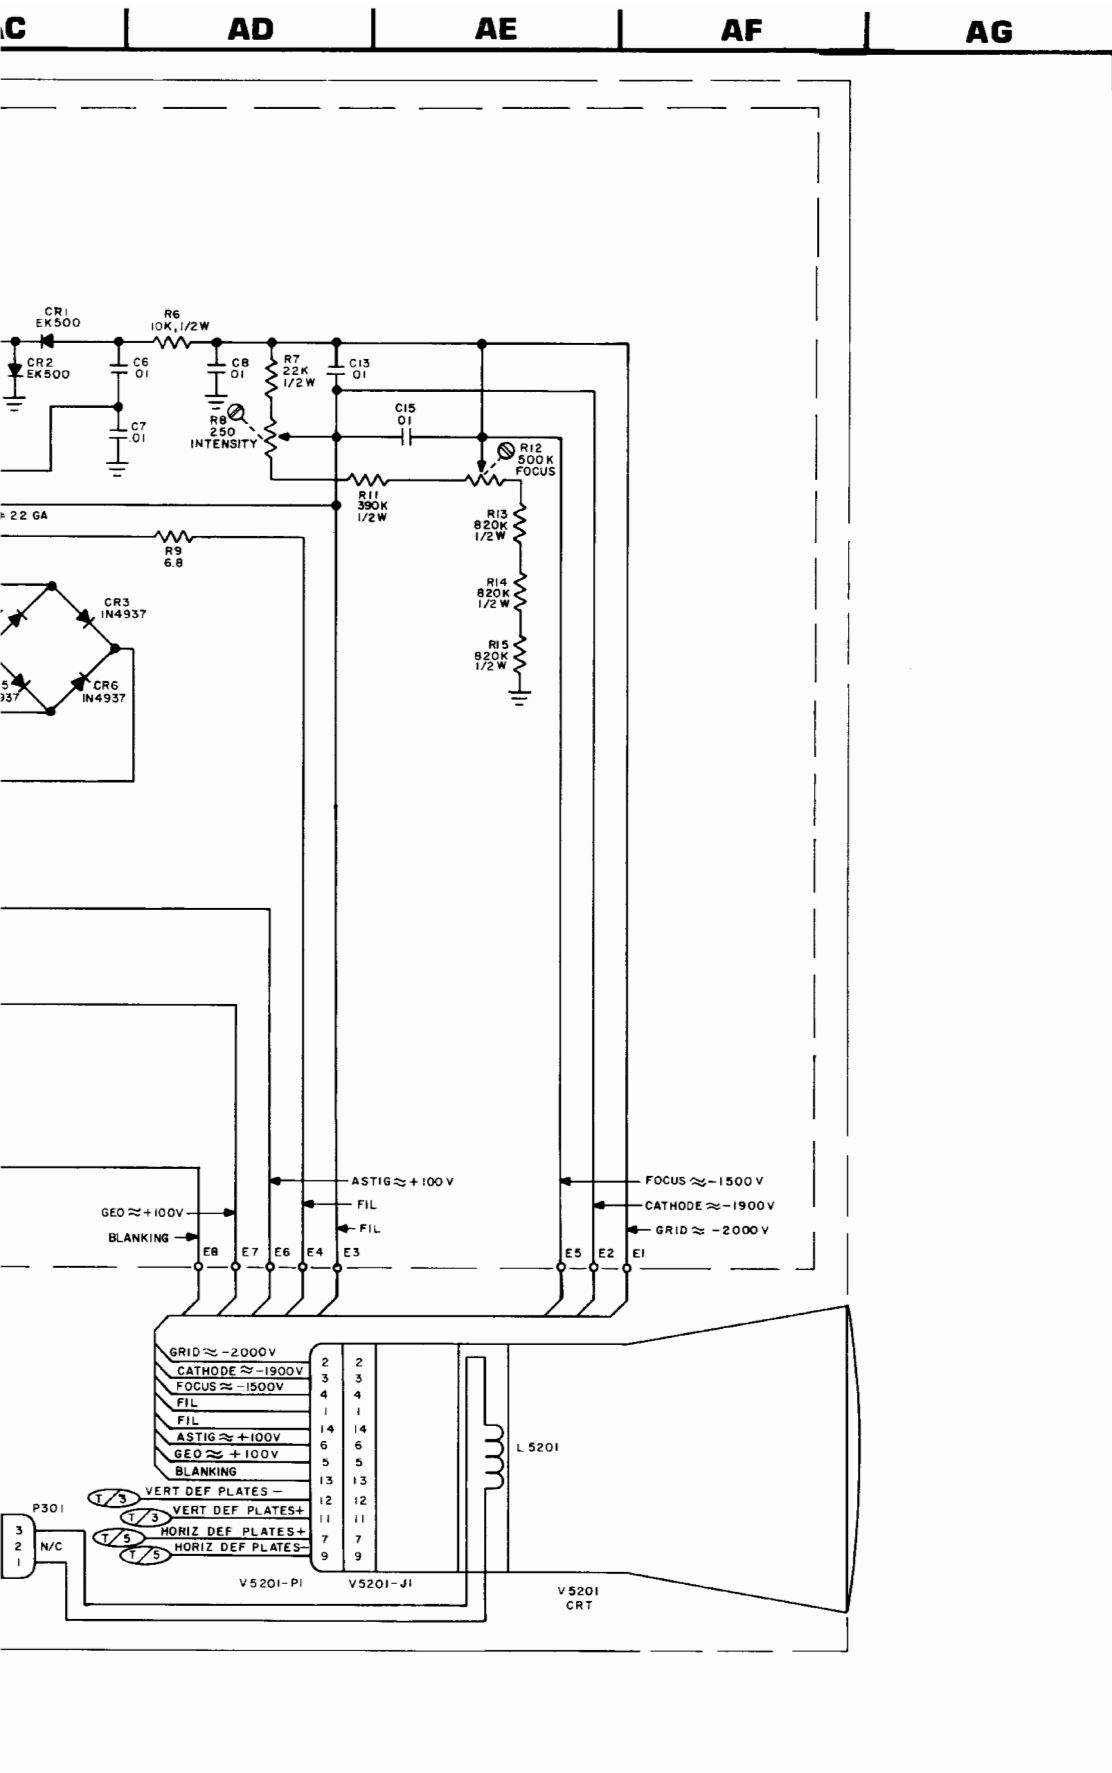 AD
AE
AF
AG
CR1
EK500
R6
10K,1/2W
CR2
EK500
C6
.01
C8
.01
R7
22K
1/2W
C13
.01
R8
250
INTENSITY
C15
.01
C7
.01
R12
500K
FOCUS
R11
390K
1/2W
22 GA
R13
820K
1/2W
R9
6.8
R14
820K
1/2W
CR3
IN4937
R15
820K
1/2W
CR6
IN4937
937
ASTIG≈+100V
FOCUS≈-1500V
FIL
CATHODE≈-1900V
GEO≈+100V
FIL
GRID≈ -2000V
BLANKING
E8 E7 E6 E4 E3 E5 E2 E1
GRID≈ -2000V 2 2
CATHODE≈-1900V 3 3
FOCUS≈-1500V 4 4
FIL 1 1
FIL 14 14
ASTIG≈+100V 6 6
GEO≈ +100V 5 5
BLANKING 13 13
T/3 VERT DEF PLATES - 12 12
T/3 VERT DEF PLATES+ 11 11
T/5 HORIZ DEF PLATES+ 7 7
T/5 HORIZ DEF PLATES- 9 9
L5201
P301
3
2 N/C
1
V5201-P1 V5201-J1
V5201
CRT